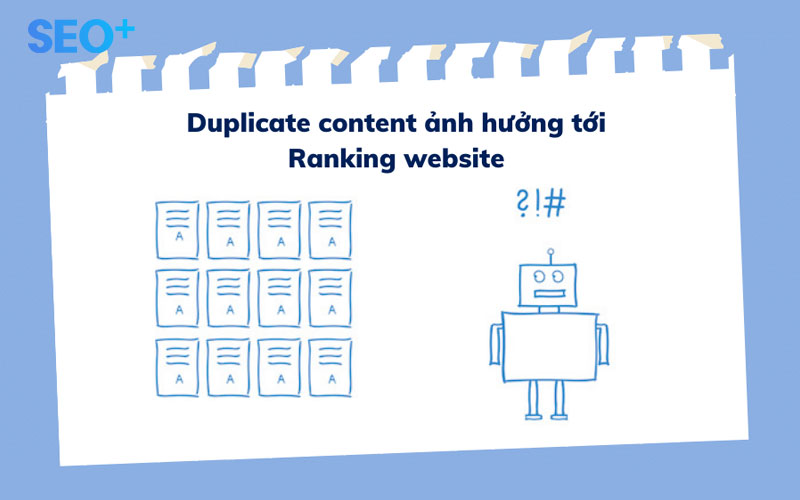 SEO+
Duplicate content ảnh hưởng tới
Ranking website
?!#
A A A A
A A A A
A A A A